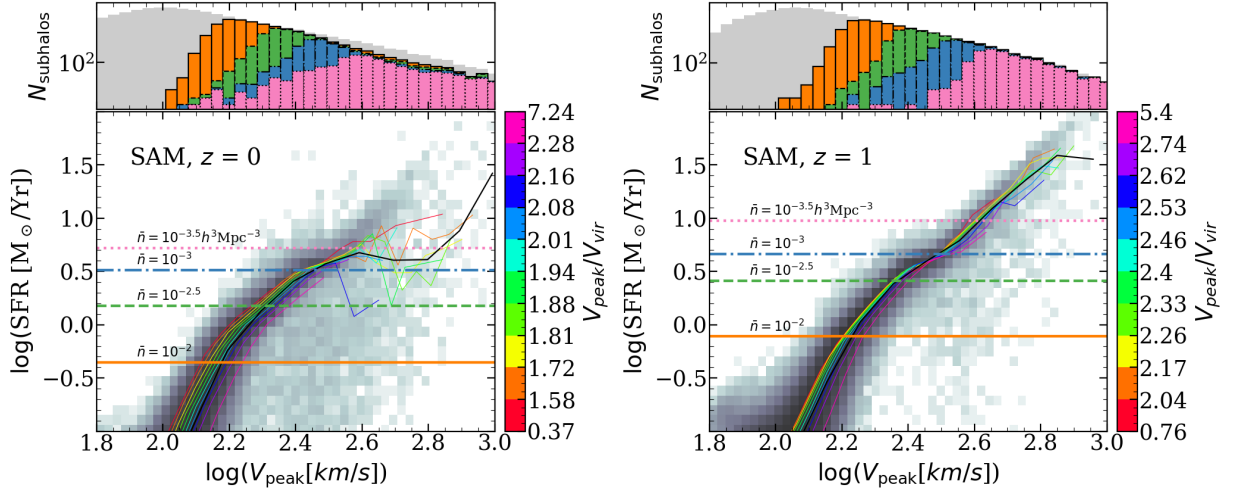 N_subhalos
10^2
SAM, z = 0
n̄ = 10^{-3.5}h^3Mpc^{-3}
n̄ = 10^{-3}
n̄ = 10^{-2.5}
n̄ = 10^{-2}
log(SFR [M_⊙/Yr])
1.5
1.0
0.5
0.0
−0.5
1.8 2.0 2.2 2.4 2.6 2.8 3.0
log(V_peak[km/s])
7.24
2.28
2.16
2.08
2.01
1.94
1.88
1.81
1.72
1.58
0.37
V_peak/V_vir
N_subhalos
10^2
SAM, z = 1
n̄ = 10^{-3.5}h^3Mpc^{-3}
n̄ = 10^{-3}
n̄ = 10^{-2.5}
n̄ = 10^{-2}
log(SFR [M_⊙/Yr])
1.5
1.0
0.5
0.0
−0.5
1.8 2.0 2.2 2.4 2.6 2.8 3.0
log(V_peak[km/s])
5.4
2.74
2.62
2.53
2.46
2.4
2.33
2.26
2.17
2.04
0.76
V_peak/V_vir